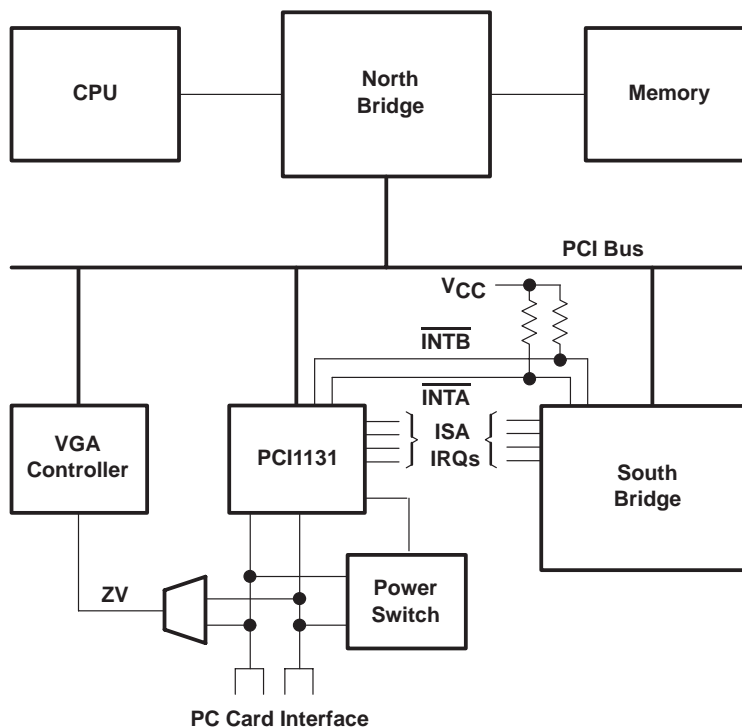 CPU
North
Bridge
Memory
PCI Bus
VCC
INTB
INTA
VGA
Controller
PCI1131
ISA
IRQs
South
Bridge
ZV
Power
Switch
PC Card Interface